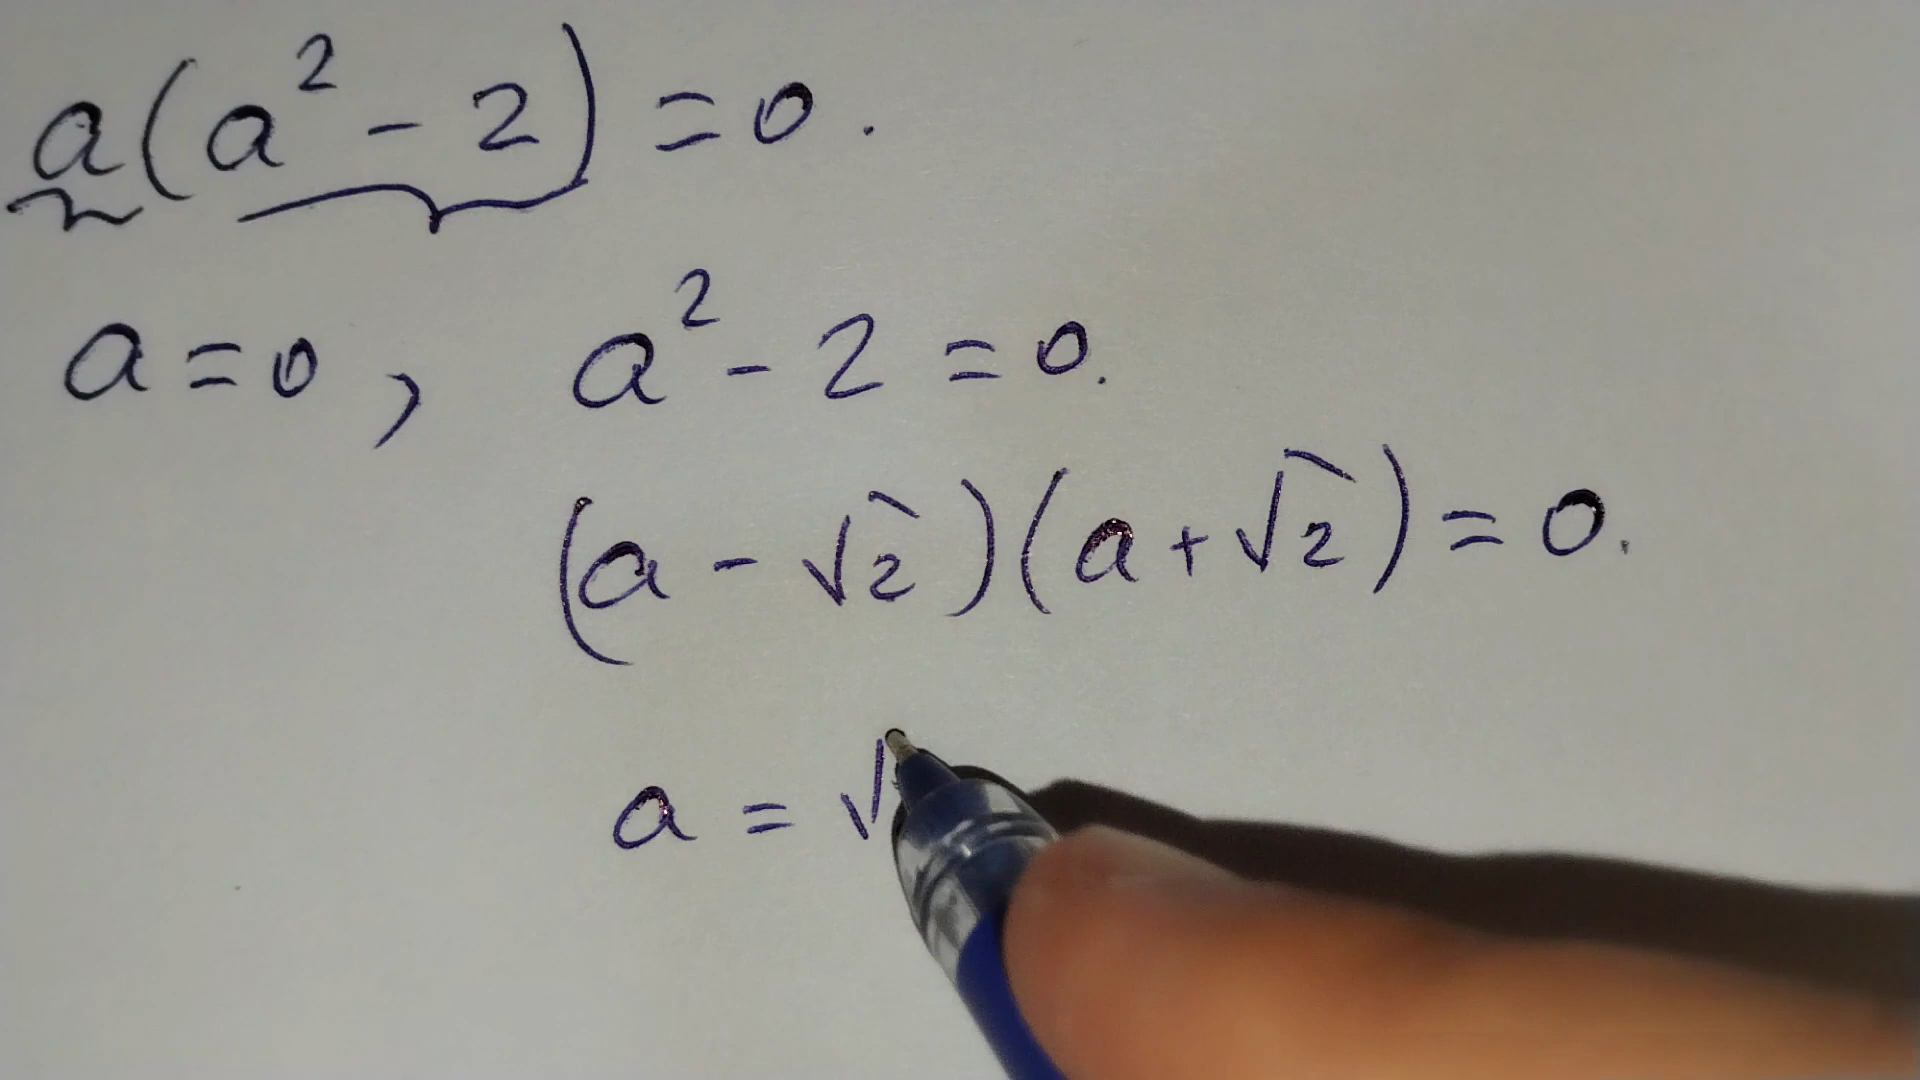 a(a² - 2) = 0.
a = 0, a² - 2 = 0.
(a - √2)(a + √2) = 0.
a = √